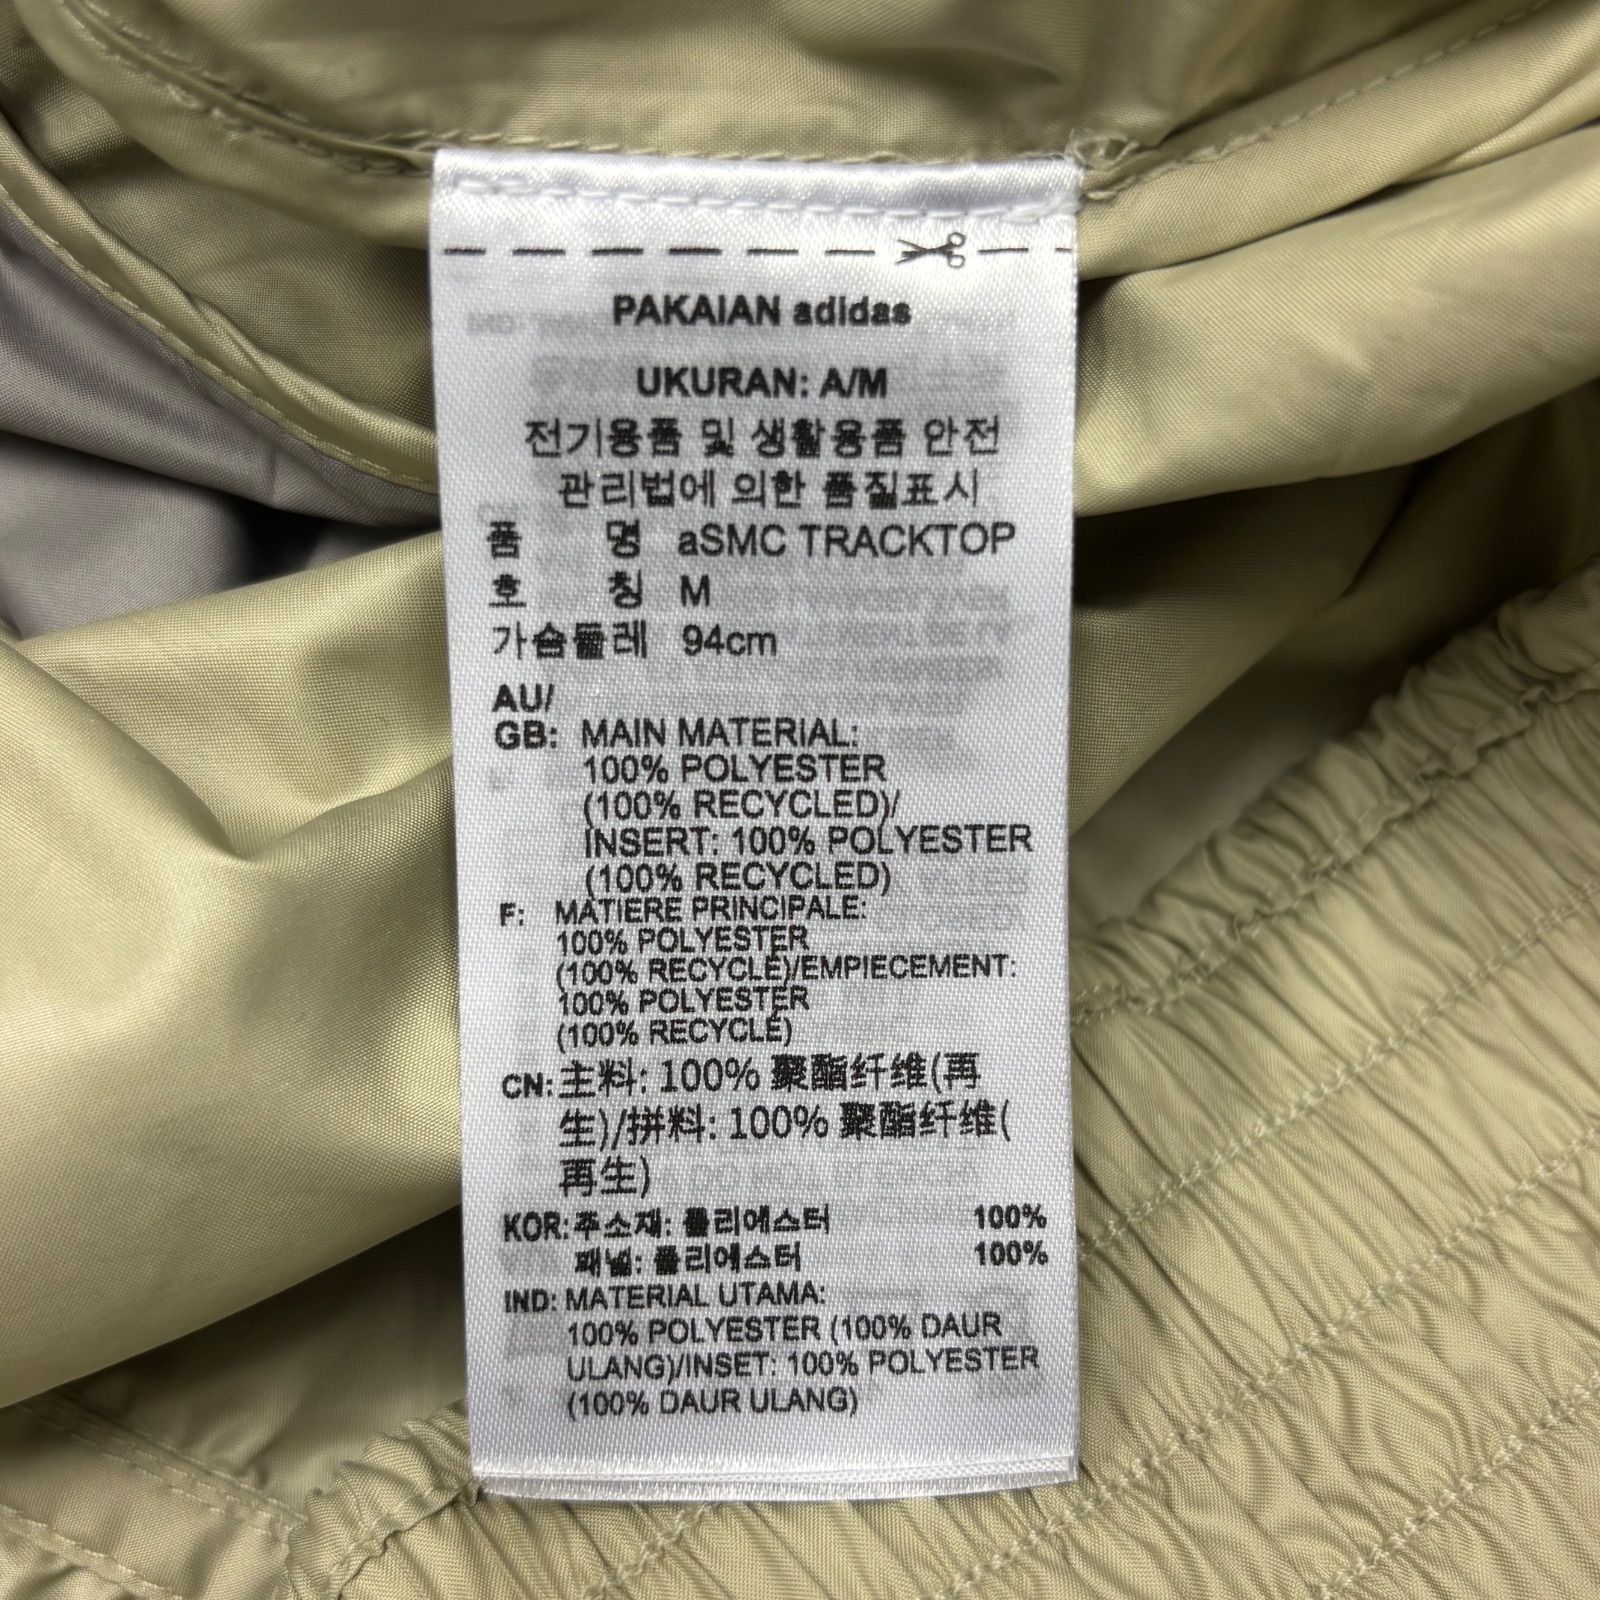 PAKAIAN adidas
UKURAN: A/M
전기용품 및 생활용품 안전
관리법에 의한 품질표시
품 명 aSMC TRACKTOP
호 칭 M
가슴둘레 94cm
AU/
GB: MAIN MATERIAL:
100% POLYESTER
(100% RECYCLED)/
INSERT: 100% POLYESTER
(100% RECYCLED)
F: MATIERE PRINCIPALE:
100% POLYESTER
(100% RECYCLÉ)/EMPIECEMENT:
100% POLYESTER
(100% RECYCLÉ)
CN: 主料: 100% 聚酯纤维(再
生)/拼料: 100% 聚酯纤维(
再生)
KOR: 주소재: 폴리에스터 100%
패널: 폴리에스터 100%
IND: MATERIAL UTAMA:
100% POLYESTER (100% DAUR
ULANG)/INSET: 100% POLYESTER
(100% DAUR ULANG)